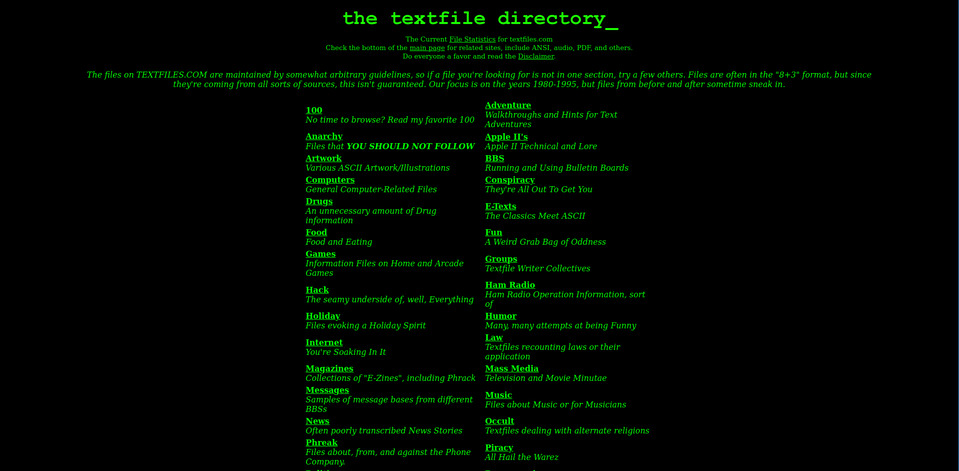 the textfile directory_
The Current File Statistics for textfiles.com
Check the bottom of the main page for related sites, include ANSI, audio, PDF, and others.
Do everyone a favor and read the Disclaimer.
The files on TEXTFILES.COM are maintained by somewhat arbitrary guidelines, so if a file you're looking for is not in one section, try a few others. Files are often in the "8+3" format, but since
they're coming from all sorts of sources, this isn't guaranteed. Our focus is on the years 1980-1995, but files from before and after sometime sneak in.
100
No time to browse? Read my favorite 100
Adventure
Walkthroughs and Hints for Text
Adventures
Anarchy
Files that YOU SHOULD NOT FOLLOW
Apple II's
Apple II Technical and Lore
Artwork
Various ASCII Artwork/Illustrations
BBS
Running and Using Bulletin Boards
Computers
General Computer-Related Files
Conspiracy
They're All Out To Get You
Drugs
An unnecessary amount of Drug
information
E-Texts
The Classics Meet ASCII
Food
Food and Eating
Fun
A Weird Grab Bag of Oddness
Games
Information Files on Home and Arcade
Games
Groups
Textfile Writer Collectives
Hack
The seamy underside of, well, Everything
Ham Radio
Ham Radio Operation Information, sort
of
Holiday
Files evoking a Holiday Spirit
Humor
Many, many attempts at being Funny
Internet
You're Soaking In It
Law
Textfiles recounting laws or their
application
Magazines
Collections of "E-Zines", including Phrack
Mass Media
Television and Movie Minutae
Messages
Samples of message bases from different
BBSs
Music
Files about Music or for Musicians
News
Often poorly transcribed News Stories
Occult
Textfiles dealing with alternate religions
Phreak
Files about, from, and against the Phone
Company.
Piracy
All Hail the Warez